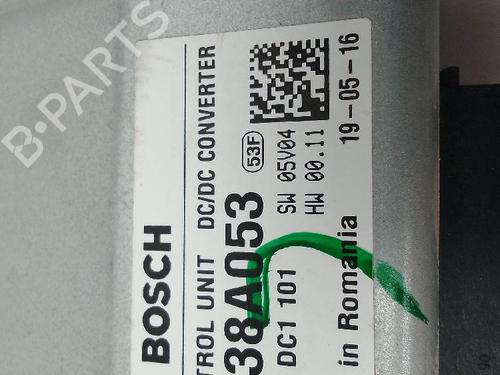 B-PARTS
BOSCH
TROL UNIT DC/DC CONVERTER
38A053
53F
DC1 101 SW 05V04
HW 00.11
in Romania 19-05-16